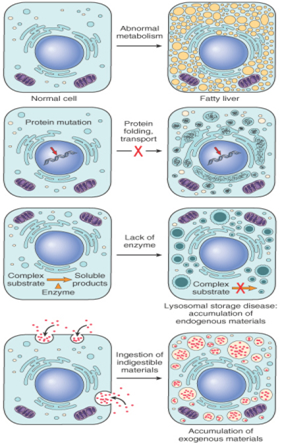 Abnormal
metabolism
Normal cell
Fatty liver
Protein mutation
Protein
folding,
transport
X
Lack of
enzyme
Complex
substrate
Soluble
products
Enzyme
Complex
substrate
X
Lysosomal storage disease:
accumulation of
endogenous materials
Ingestion of
indigestible
materials
Accumulation of
exogenous materials